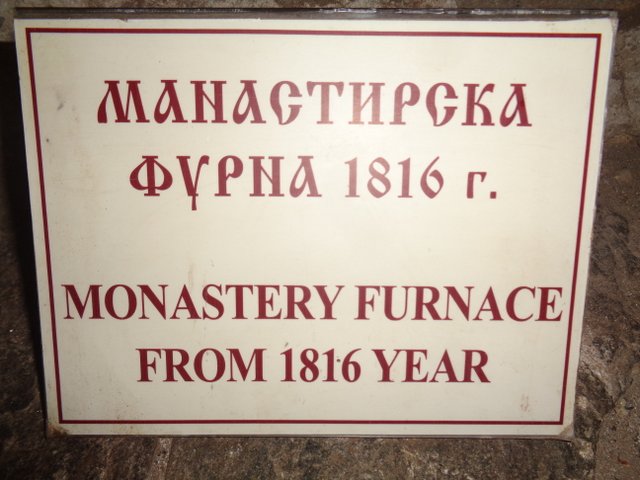 МАНАСТИРСКА
ФУРНА 1816 г.
MONASTERY FURNACE
FROM 1816 YEAR